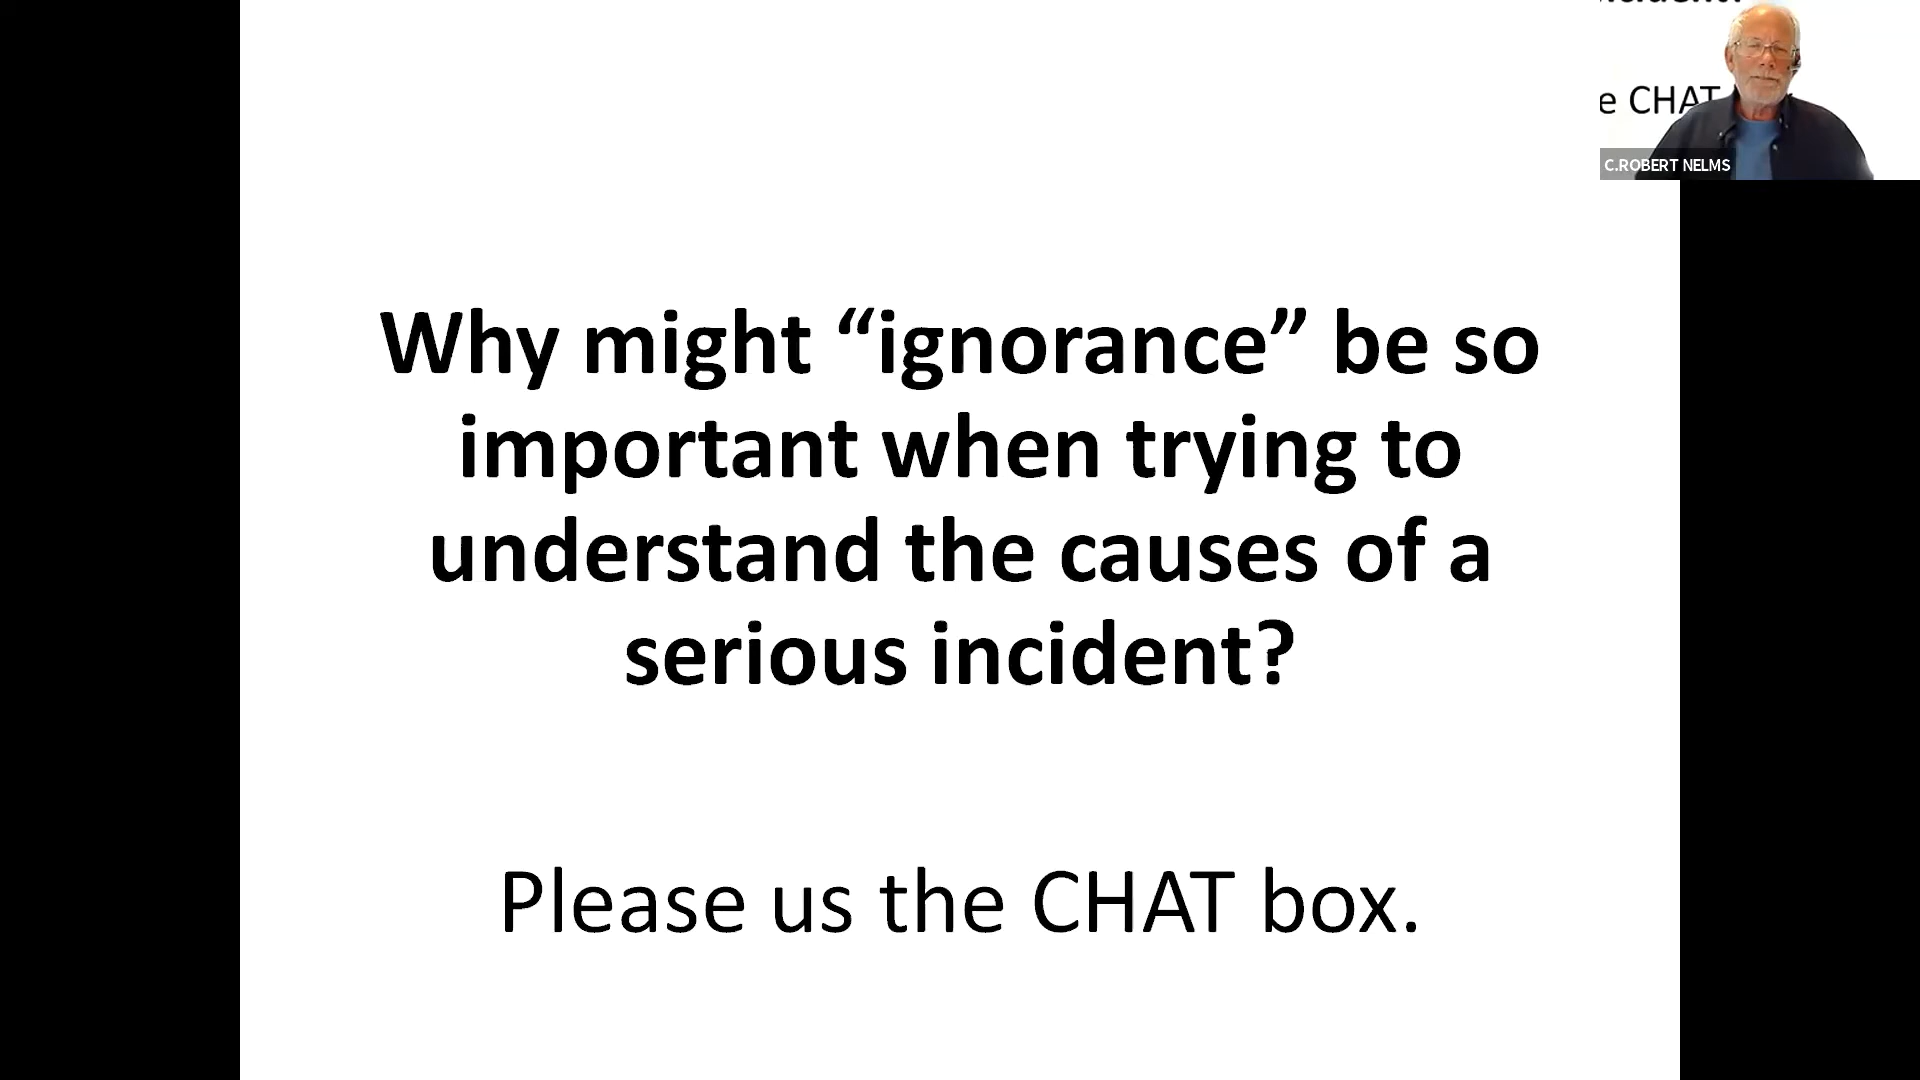 Why might “ignorance” be so
important when trying to
understand the causes of a
serious incident?
Please us the CHAT box.
e CHAT
C.ROBERT NELMS